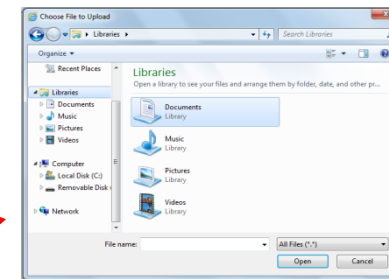 Choose File to Upload
Libraries
Search Libraries
Organize
Recent Places
Libraries
Documents
Music
Pictures
Videos
Computer
Local Disk (C:)
Removable Disk
Network
Libraries
Open a library to see your files and arrange them by folder, date, and other pr...
Documents
Library
Music
Library
Pictures
Library
Videos
Library
File name:
All Files (*.*)
Open
Cancel